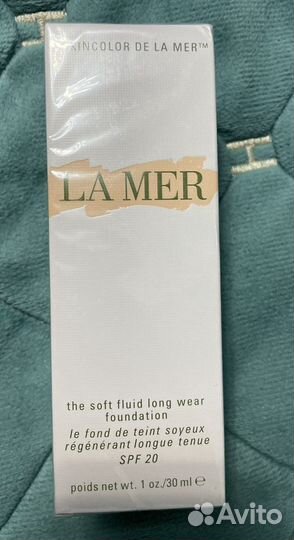 KINCOLOR DE LA MER™
LA MER
the soft fluid long wear
foundation
le fond de teint soyeux
régénérant longue tenue
SPF 20
poids net wt. 1 oz./30 ml e
Avito